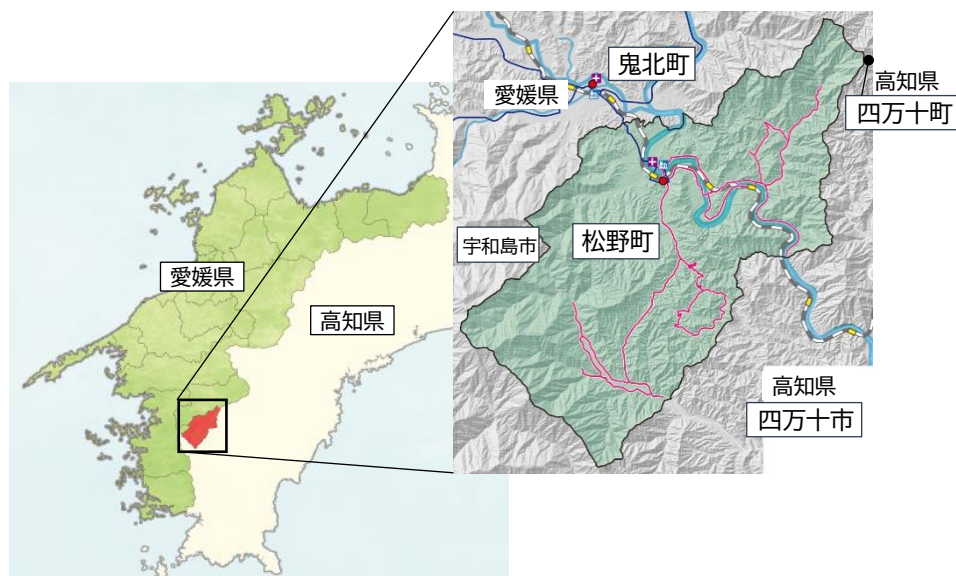 愛媛県
高知県
鬼北町
愛媛県
高知県
四万十町
宇和島市
松野町
高知県
四万十市